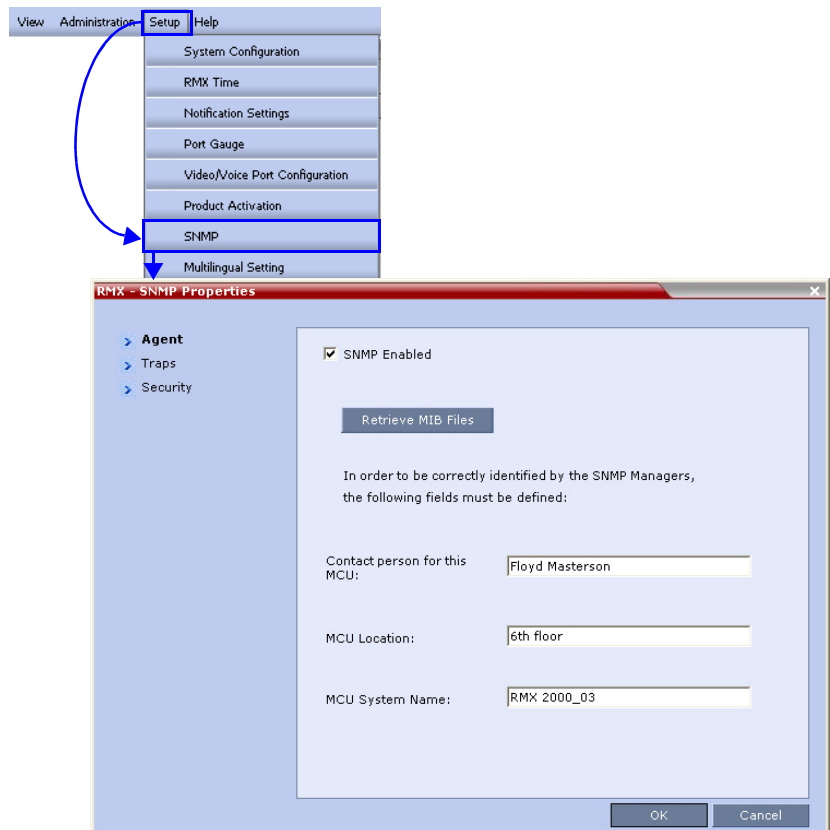 View Administration Setup Help
System Configuration
RMX Time
Notification Settings
Port Gauge
Video/Voice Port Configuration
Product Activation
SNMP
Multilingual Setting
RMX - SNMP Properties
Agent
Traps
Security
SNMP Enabled
Retrieve MIB Files
In order to be correctly identified by the SNMP Managers,
the following fields must be defined:
Contact person for this
MCU:
Floyd Masterson
MCU Location:
6th floor
MCU System Name:
RMX 2000_03
OK Cancel